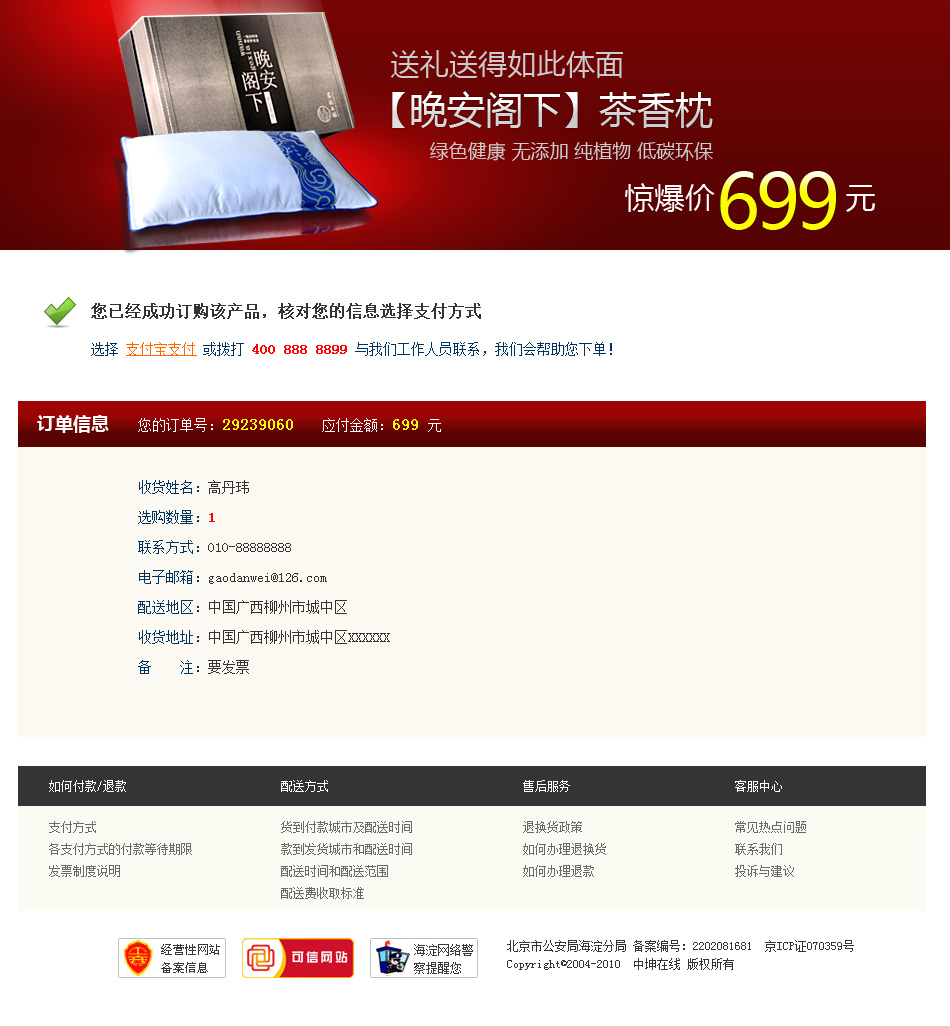 晚安
阁下
送礼送得如此体面
【晚安阁下】茶香枕
绿色健康 无添加 纯植物 低碳环保
惊爆价699元
您已经成功订购该产品，核对您的信息选择支付方式
选择 支付宝支付 或拨打 400 888 8899 与我们工作人员联系，我们会帮助您下单！
订单信息 您的订单号：29239060 应付金额：699 元
收货姓名：高丹玮
选购数量：1
联系方式：010-88888888
电子邮箱：gaodanwei@126.com
配送地区：中国广西柳州市城中区
收货地址：中国广西柳州市城中区XXXXXX
备 注：要发票
如何付款/退款 配送方式 售后服务 客服中心
支付方式 货到付款城市及配送时间 退换货政策 常见热点问题
各支付方式的付款等待期限 款到发货城市和配送时间 如何办理退换货 联系我们
发票制度说明 配送时间和配送范围 如何办理退款 投诉与建议
配送费收取标准
经营性网站
备案信息
可信网站
海淀网络警
察提醒您
北京市公安局海淀分局 备案编号：2202081681 京ICP证070359号
Copyright©2004-2010 中坤在线 版权所有